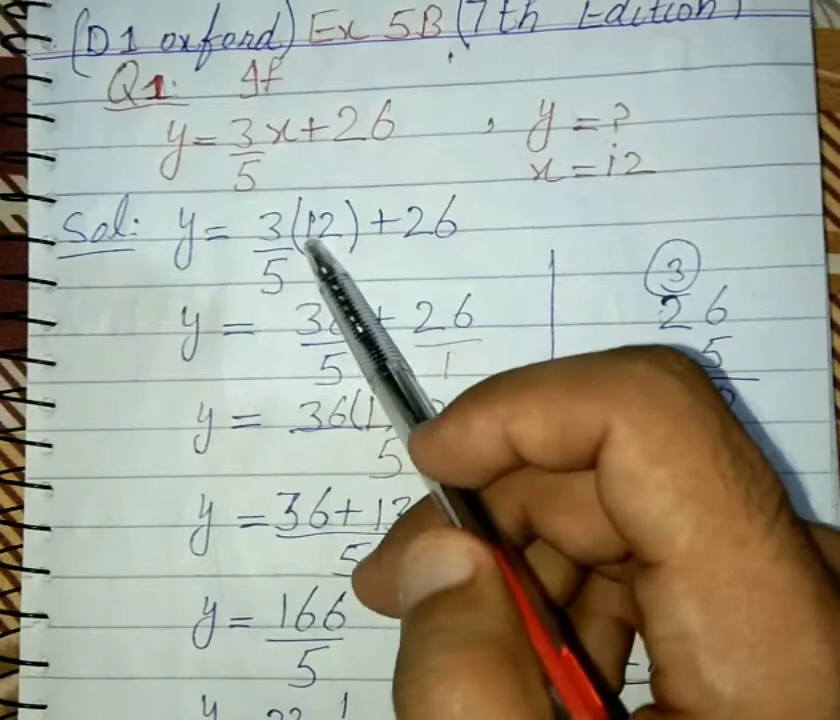 (D1 oxford) Ex 5B (7th Edition)
Q1: If
y = 3/5 x + 26 , y = ?
x = 12
Sol: y = 3/5 (12) + 26
y = 36/5 + 26/1
y = 36(1
5
y = 36+13
5
y = 166/5
y
3
26
5